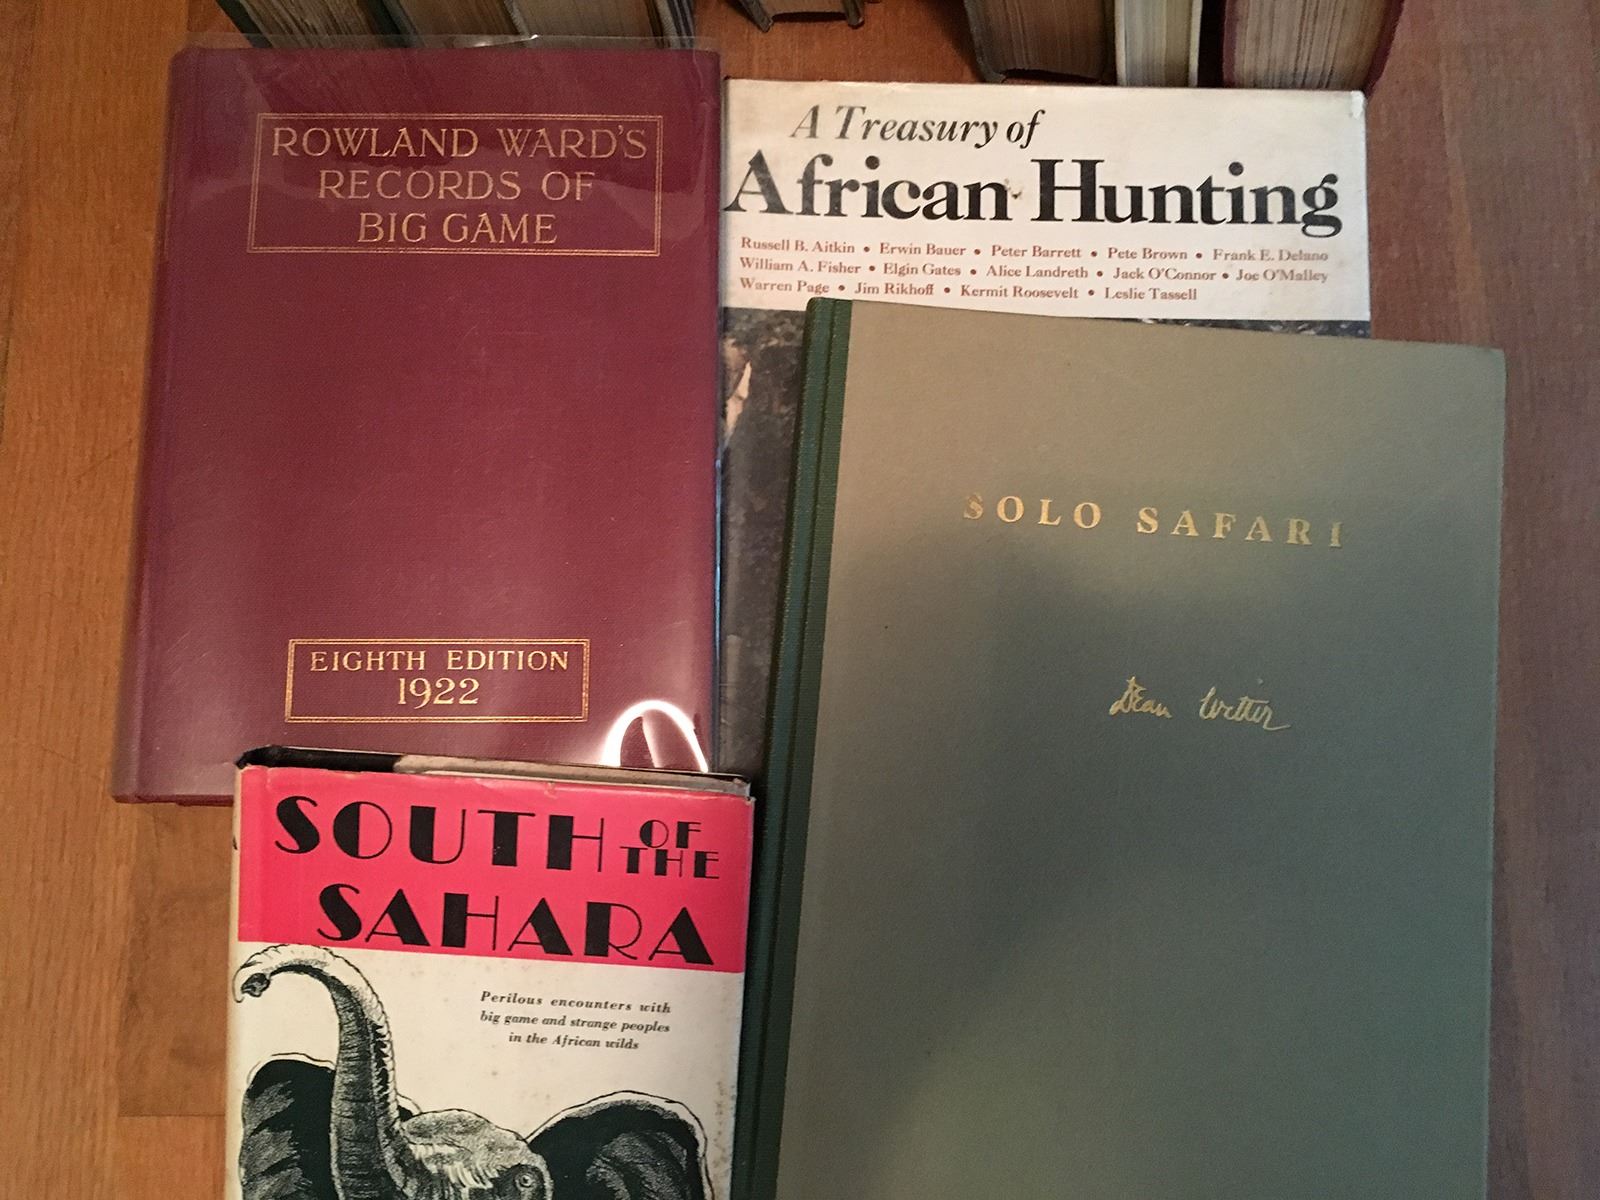 ROWLAND WARD'S
RECORDS OF
BIG GAME
EIGHTH EDITION
1922
A Treasury of
African Hunting
Russell B. Aitkin • Erwin Bauer • Peter Barrett • Pete Brown • Frank E. Delano
William A. Fisher • Elgin Gates • Alice Landreth • Jack O'Connor • Joe O'Malley
Warren Page • Jim Rikhoff • Kermit Roosevelt • Leslie Tassell
SOLO SAFARI
Dean Witter
SOUTH OF THE
SAHARA
Perilous encounters with
big game and strange peoples
in the African wilds